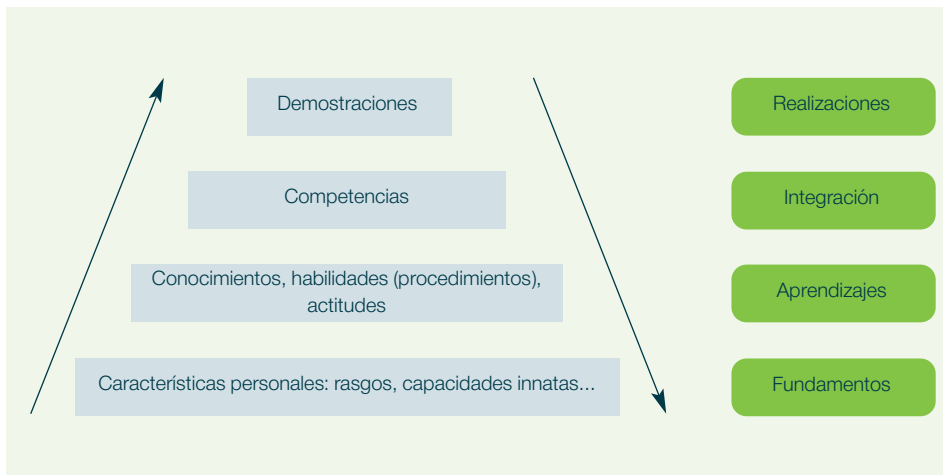 Demostraciones
Realizaciones
Competencias
Integración
Conocimientos, habilidades (procedimientos),
actitudes
Aprendizajes
Características personales: rasgos, capacidades innatas...
Fundamentos